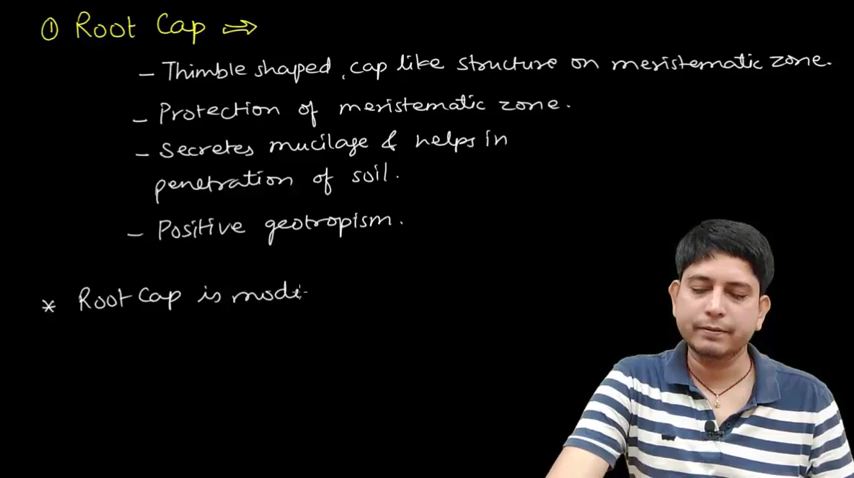 ① Root Cap ⇒
- Thimble shaped, cap like structure on meristematic zone.
- Protection of meristematic zone.
- Secretes mucilage & helps in
penetration of soil.
- Positive geotropism.
* Root Cap is modi